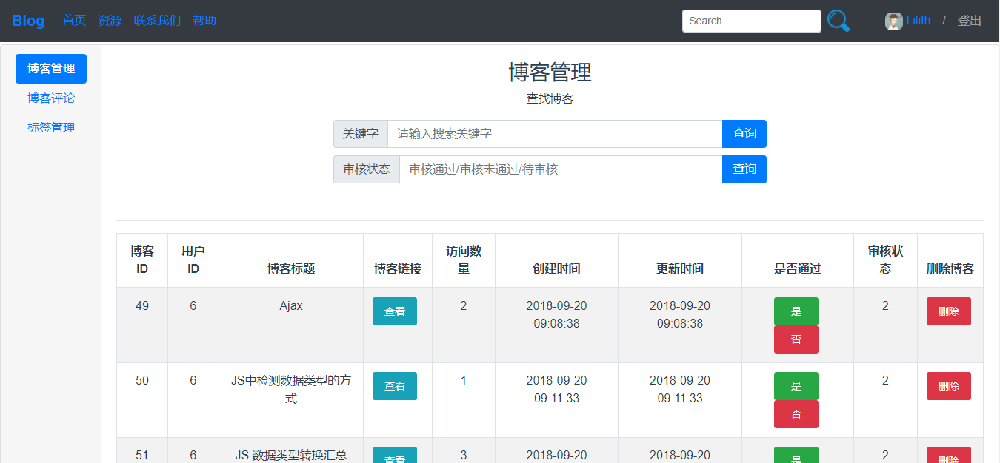 Blog 首页 资源 联系我们 帮助 Search Lilith / 登出
博客管理
博客评论
标签管理
博客管理
查找博客
关键字 请输入搜索关键字 查询
审核状态 审核通过/审核未通过/待审核 查询
博客 用户 访问数 审核状
ID ID 博客标题 博客链接 量 创建时间 更新时间 是否通过 态 删除博客
49 6 Ajax 查看 2 2018-09-20 2018-09-20 是 2 删除
09:08:38 09:08:38
否
50 6 JS中检测数据类型的方 查看 1 2018-09-20 2018-09-20 是 2 删除
式 09:11:33 09:11:33
否
51 6 JS 数据类型转换汇总 查看 3 2018-09-20 2018-09-20 是 2 删除